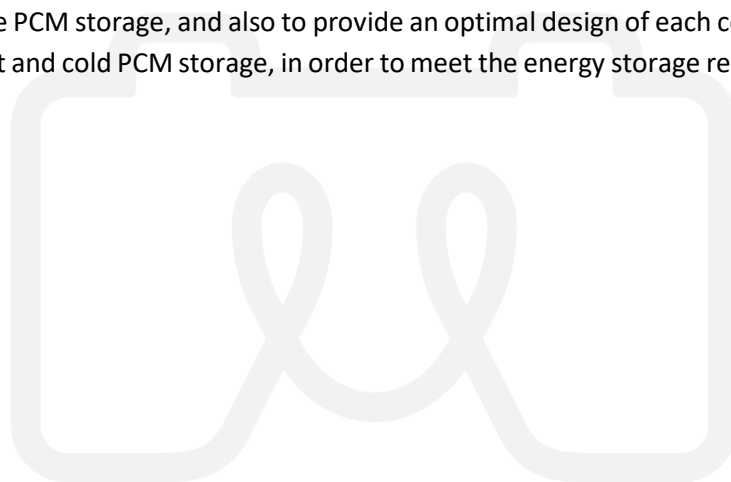 PCM storage, and also to provide an optimal design of each
and cold PCM storage, in order to meet the energy storage